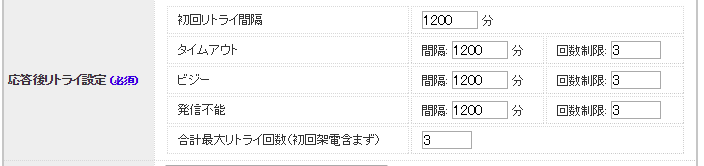 初回リトライ間隔 1200 分
タイムアウト 間隔: 1200 分 回数制限: 3
応答後リトライ設定 (必須)
ビジー 間隔: 1200 分 回数制限: 3
発信不能 間隔: 1200 分 回数制限: 3
合計最大リトライ回数(初回架電含まず) 3